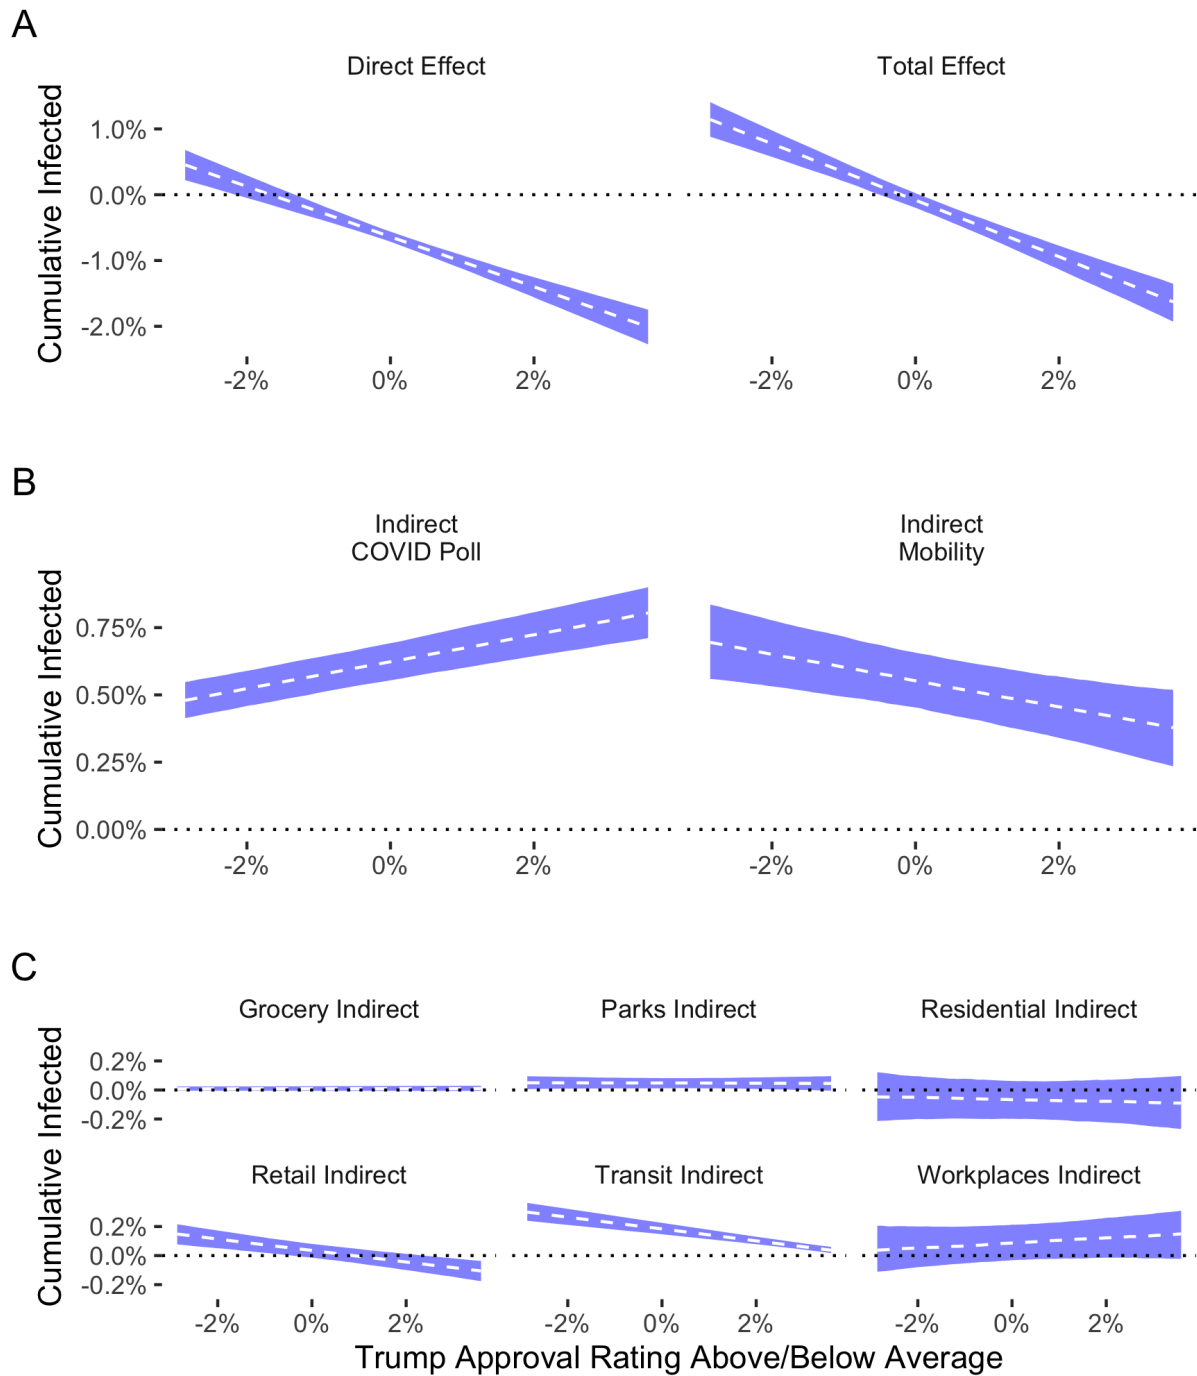 A
Direct Effect
Total Effect
Cumulative Infected
1.0%
0.0%
-1.0%
-2.0%
-2%
0%
2%
-2%
0%
2%
B
Indirect
COVID Poll
Indirect
Mobility
Cumulative Infected
0.75%
0.50%
0.25%
0.00%
-2%
0%
2%
-2%
0%
2%
C
Grocery Indirect
Parks Indirect
Residential Indirect
Cumulative Infected
0.2%
0.0%
-0.2%
Retail Indirect
Transit Indirect
Workplaces Indirect
0.2%
0.0%
-0.2%
-2%
0%
2%
-2%
0%
2%
-2%
0%
2%
Trump Approval Rating Above/Below Average